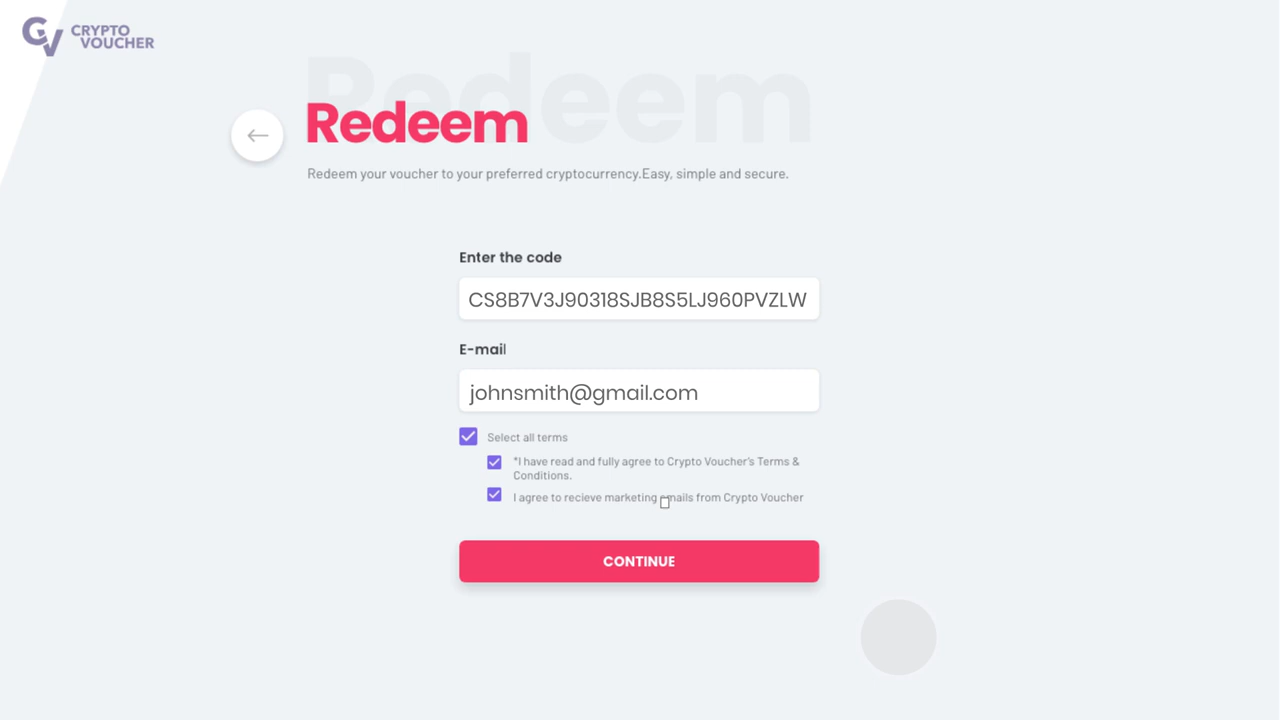 CRYPTO
VOUCHER
Redeem
Redeem
Redeem your voucher to your preferred cryptocurrency.Easy, simple and secure.
Enter the code
CS8B7V3J90318SJB8S5LJ960PVZLW
E-mail
johnsmith@gmail.com
Select all terms
*I have read and fully agree to Crypto Voucher's Terms &
Conditions.
I agree to recieve marketing emails from Crypto Voucher
CONTINUE